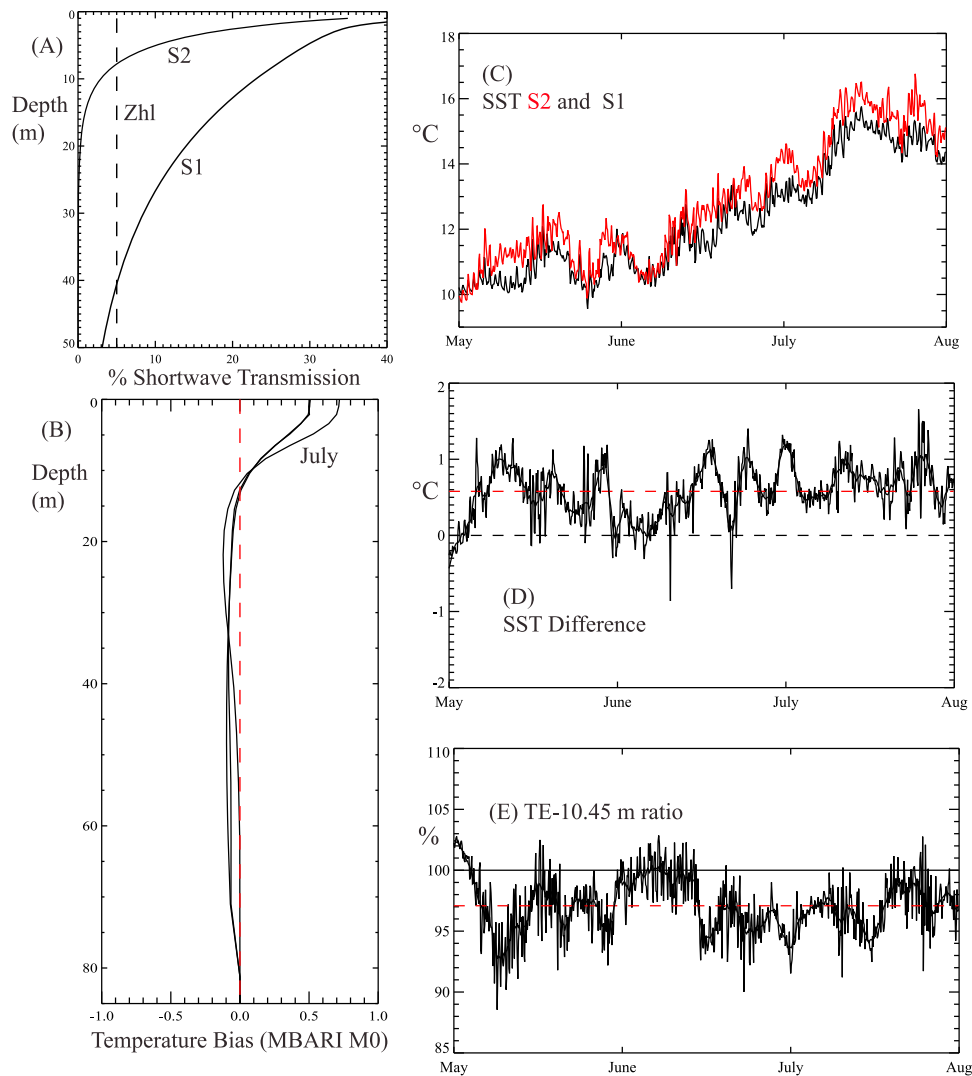 0
10
20
30
40
50
(A)
S2
Depth
(m)
Zhl
S1
0
10
20
30
40
% Shortwave Transmission
0
20
40
60
80
(B)
Depth
(m)
July
-1.0
-0.5
0.0
0.5
1.0
Temperature Bias (MBARI M0)
18
16
14
12
10
°C
(C)
SST S2 and S1
May
June
July
Aug
2
1
0
-1
-2
°C
(D)
SST Difference
May
June
July
Aug
110
105
100
95
90
85
%
(E) TE-10.45 m ratio
May
June
July
Aug